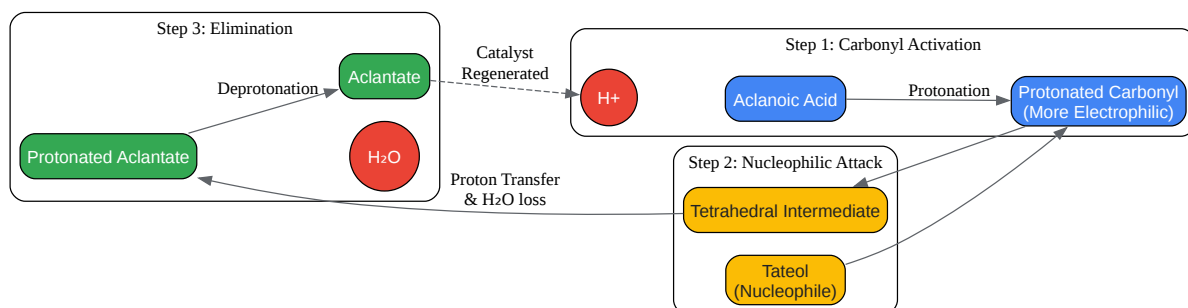 Step 3: Elimination
Aclantate
Deprotonation
Protonated Aclantate
H₂O
Catalyst
Regenerated
Step 1: Carbonyl Activation
H+
Aclanoic Acid
Protonation
Protonated Carbonyl
(More Electrophilic)
Step 2: Nucleophilic Attack
Proton Transfer
& H₂O loss
Tetrahedral Intermediate
Tateol
(Nucleophile)